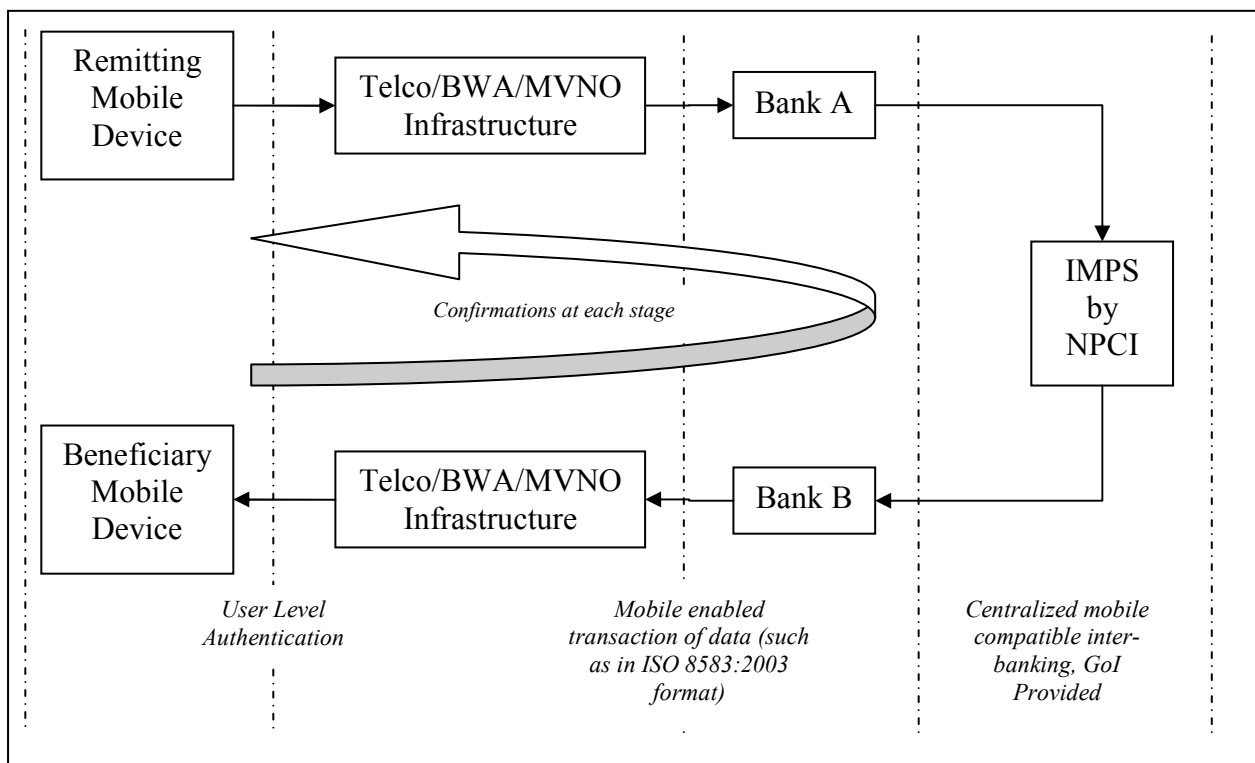 Remitting
Mobile
Device
Telco/BWA/MVNO
Infrastructure
Bank A
IMPS
by
NPCI
Confirmations at each stage
Beneficiary
Mobile
Device
Telco/BWA/MVNO
Infrastructure
Bank B
User Level
Authentication
Mobile enabled
transaction of data (such
as in ISO 8583:2003
format)
Centralized mobile
compatible inter-
banking, GoI
Provided